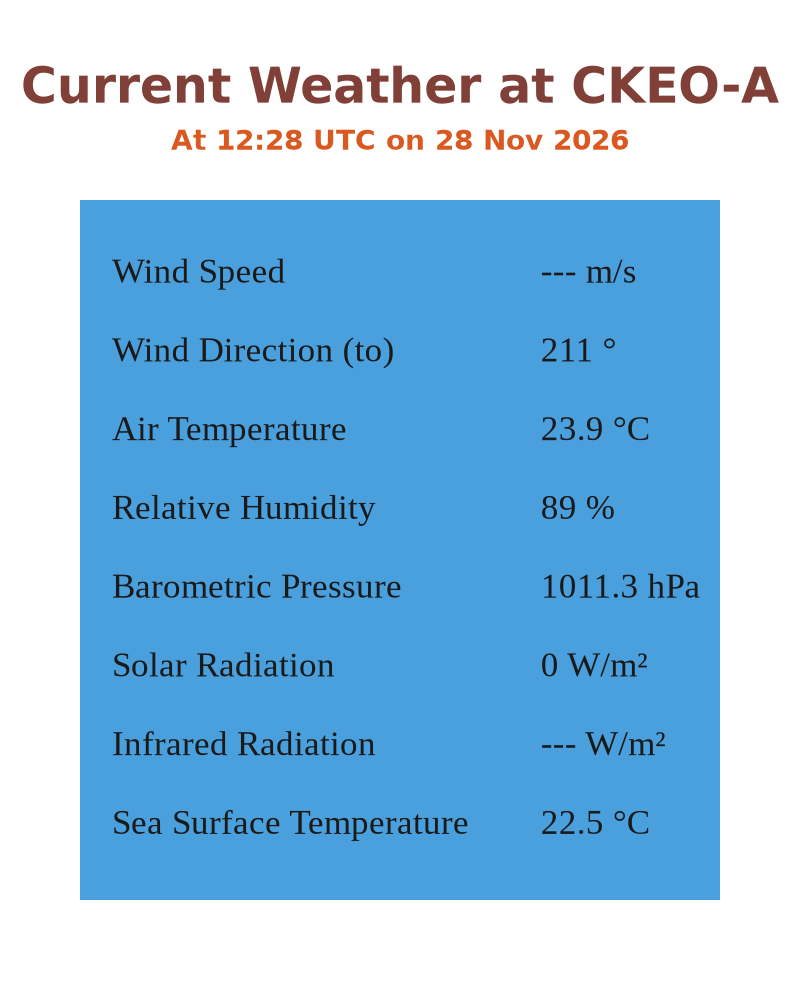 Current Weather at CKEO-A
At 12:28 UTC on 28 Nov 2026
Wind Speed --- m/s
Wind Direction (to) 211 °
Air Temperature 23.9 °C
Relative Humidity 89 %
Barometric Pressure 1011.3 hPa
Solar Radiation 0 W/m²
Infrared Radiation --- W/m²
Sea Surface Temperature 22.5 °C